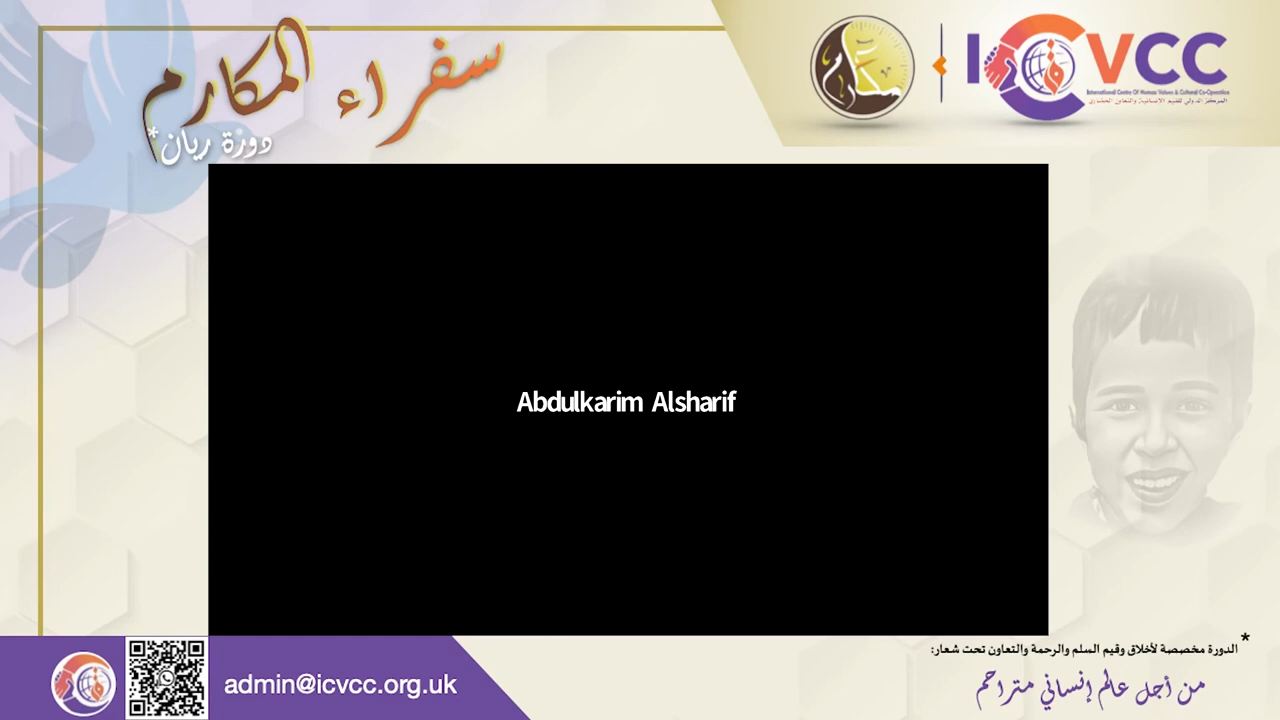 سفراء المكارم
دورة ريان*
مكارم
ICVCC
International Centre Of Human Values & Cultural Co-Operation
المركز الدولي للقيم الانسانية والتعاون الحضاري
Abdulkarim Alsharif
admin@icvcc.org.uk
* الدورة مخصصة لأخلاق وقيم السلم والرحمة والتعاون تحت شعار:
من أجل عالم إنساني متراحم